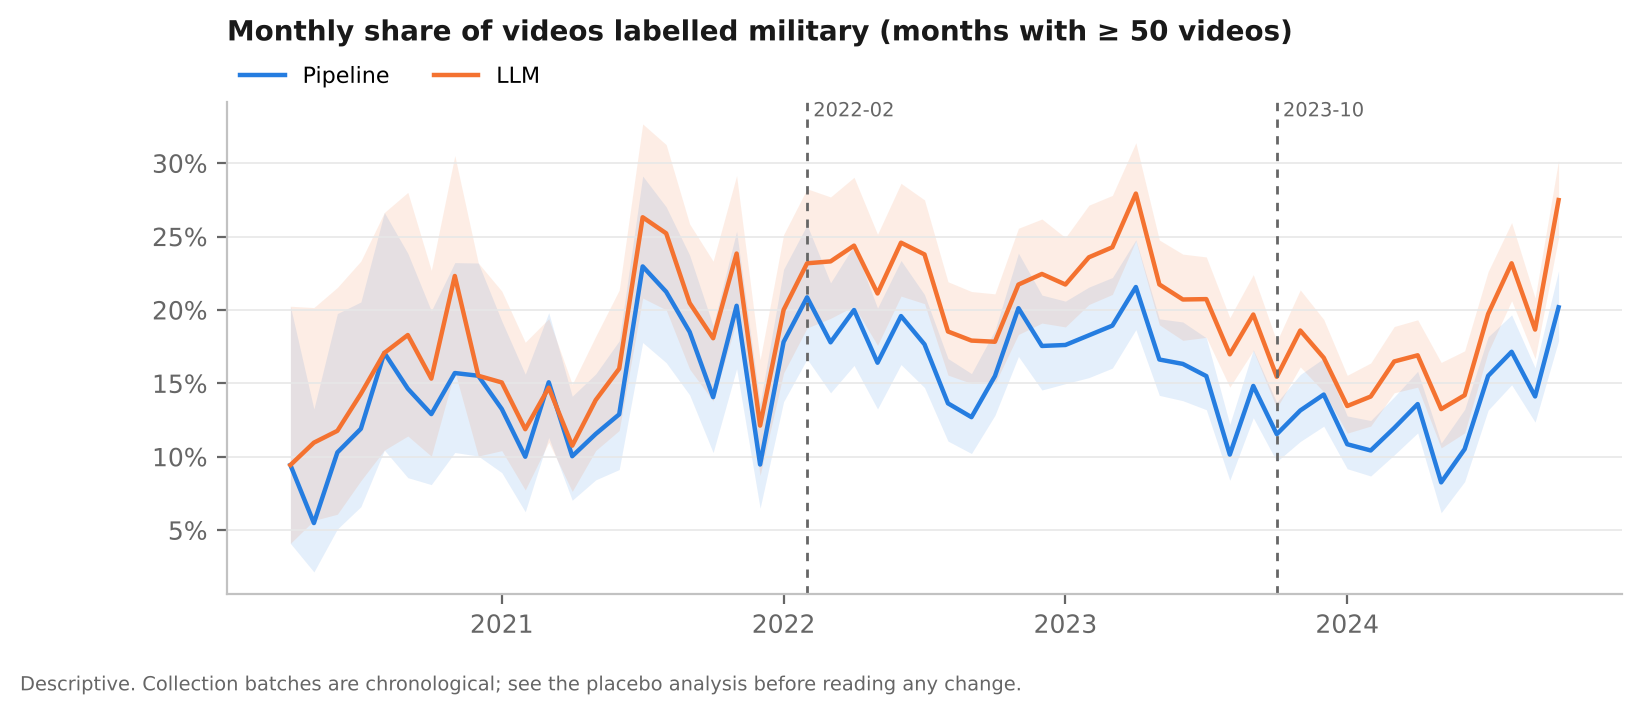 Monthly share of videos labelled military (months with ≥ 50 videos)
Pipeline LLM
2022-02 2023-10
30%
25%
20%
15%
10%
5%
2021 2022 2023 2024
Descriptive. Collection batches are chronological; see the placebo analysis before reading any change.